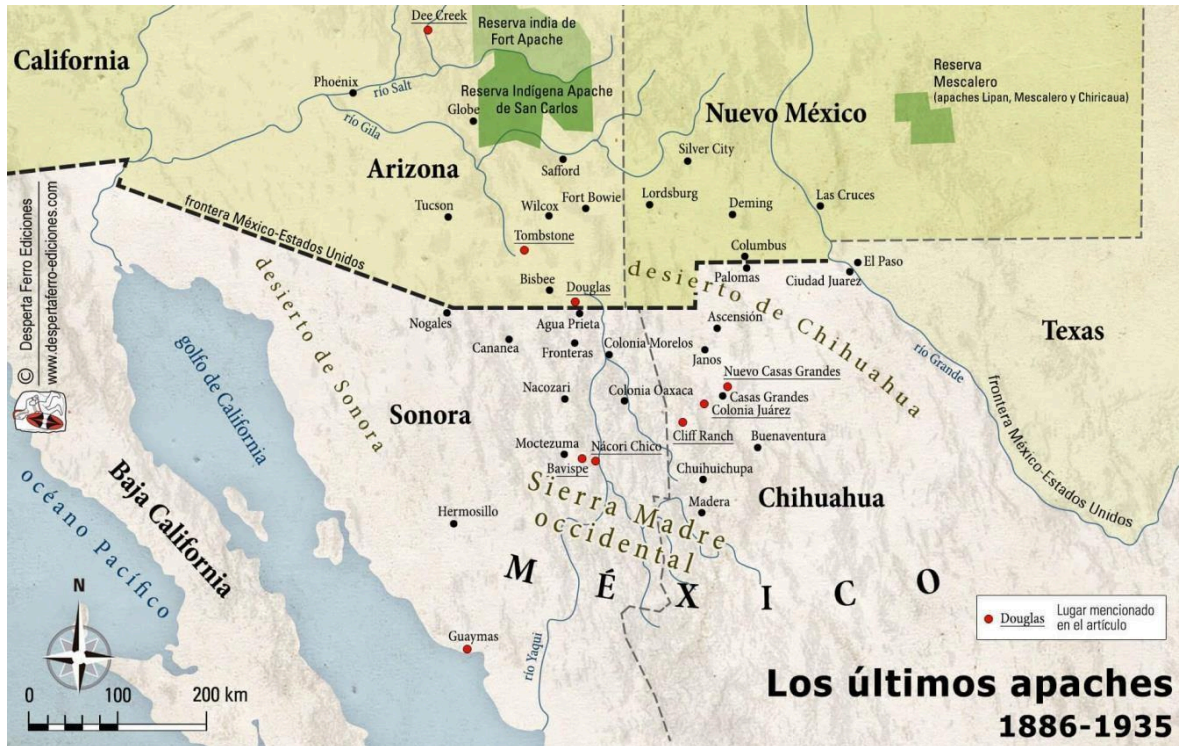 Dee Creek
Reserva india de
Fort Apache
California
Phoenix
río Salt
Reserva Indígena Apache
de San Carlos
Reserva
Mescalero
(apaches Lipan, Mescalero y Chiricaua)
Globe
río Gila
Nuevo México
Silver City
Arizona
Safford
Tucson
Wilcox
Fort Bowie
Lordsburg
Deming
Las Cruces
frontera México-Estados Unidos
Tombstone
Columbus
El Paso
Bisbee
Douglas
desierto de Chihuahua
Palomas
Ciudad Juarez
© Desperta Ferro Ediciones
www.despertaferro-ediciones.com
desierto de Sonora
Nogales
Agua Prieta
Ascensión
Texas
Cananea
Fronteras
Colonia Morelos
Janos
río Grande
golfo de California
Nuevo Casas Grandes
Nacozari
Colonia Oaxaca
Casas Grandes
Colonia Juárez
frontera México-Estados Unidos
Sonora
Cliff Ranch
Buenaventura
Moctezuma
Nácori Chico
Bavispe
Chuihuichupa
Baja California
Sierra Madre
occidental
Chihuahua
océano Pacífico
Hermosillo
Madera
MÉXICO
N
Guaymas
río Yaqui
Douglas
Lugar mencionado
en el artículo
0 100 200 km
Los últimos apaches
1886-1935